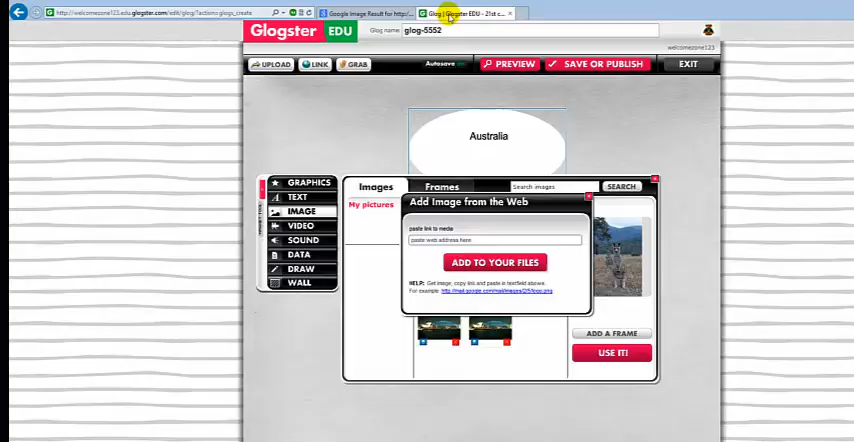 http://welcomezone123.edu.glogster.com/edit/glog/?action=glogs_create
Google Image Result for http:/...
Glog | Glogster EDU - 21st c...
Glogster EDU
Glog name
glog-5552
welcomezone123
UPLOAD
LINK
GRAB
Autosave
PREVIEW
SAVE OR PUBLISH
EXIT
Australia
GRAPHICS
TEXT
IMAGE
VIDEO
SOUND
DATA
DRAW
WALL
Images
Frames
Search images
SEARCH
My pictures
Add Image from the Web
paste link to media
paste web address here
ADD TO YOUR FILES
HELP: Get image, copy link and paste in textfield above.
For example
ADD A FRAME
USE IT!